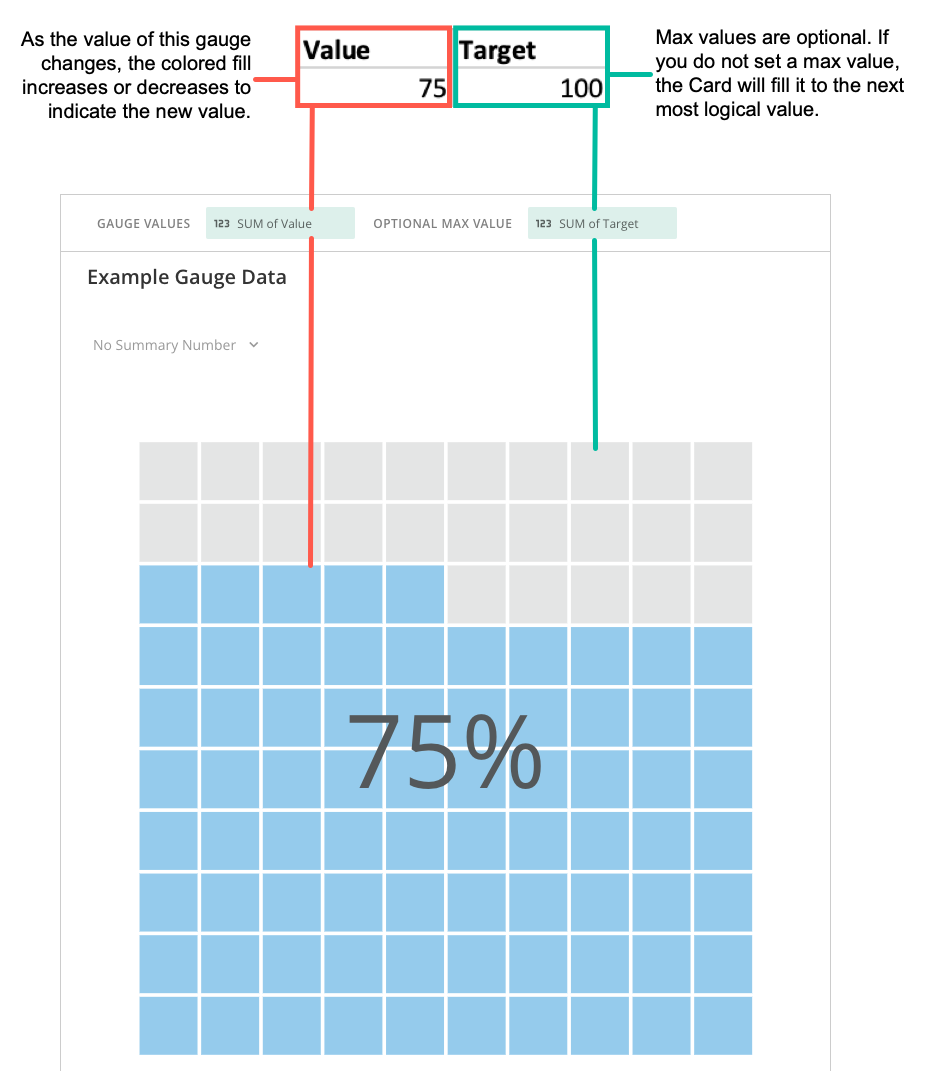 As the value of this gauge
changes, the colored fill
increases or decreases to
indicate the new value.
Value Target
75 100
Max values are optional. If
you do not set a max value,
the Card will fill it to the next
most logical value.
GAUGE VALUES 123 SUM of Value OPTIONAL MAX VALUE 123 SUM of Target
Example Gauge Data
No Summary Number
75%